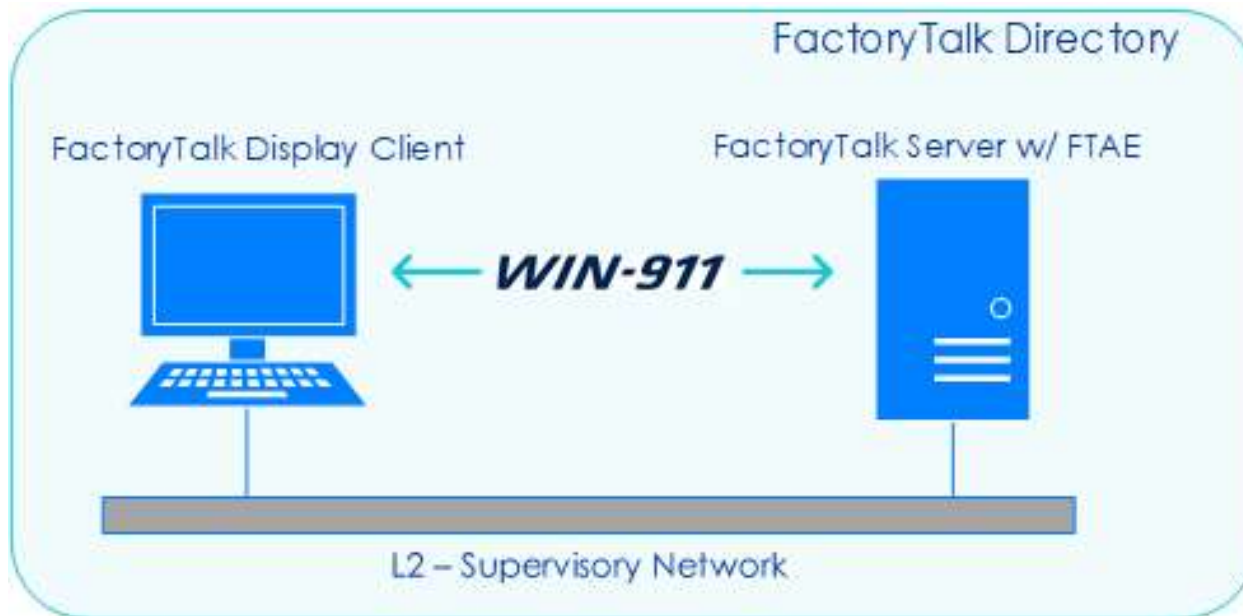 FactoryTalk Directory
FactoryTalk Display Client
FactoryTalk Server w/ FTAE
WIN-911
L2 – Supervisory Network